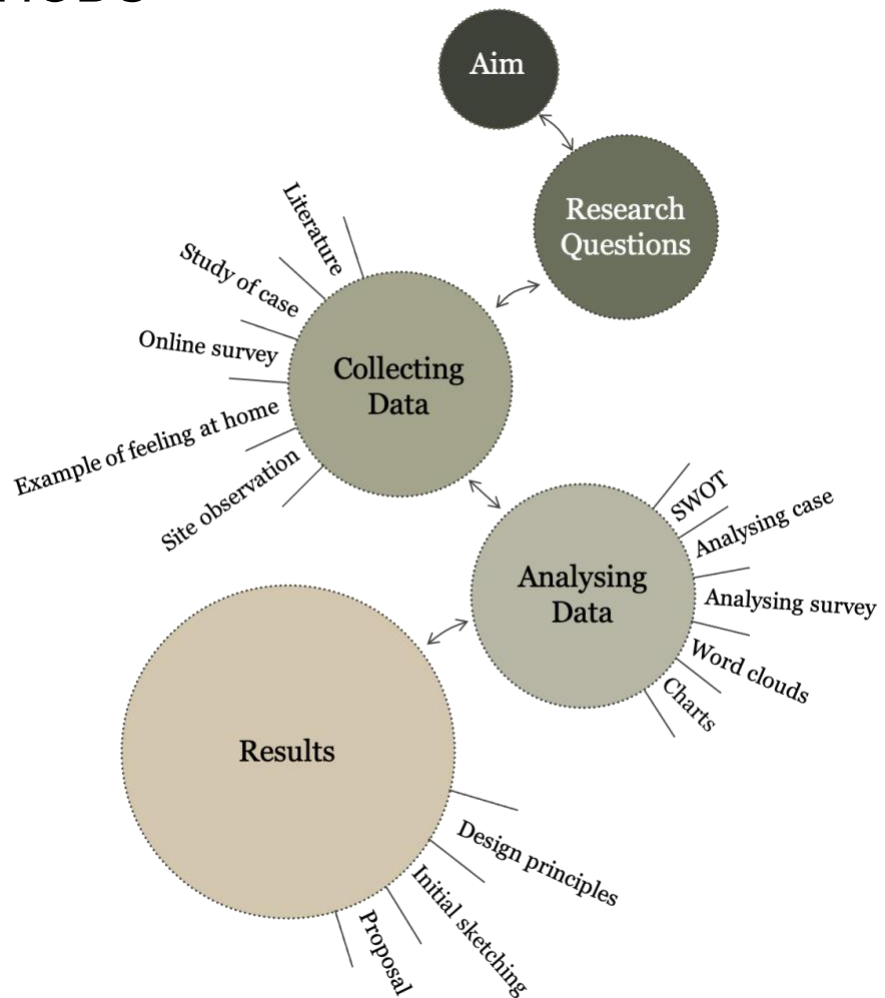 Aim
Research
Questions
Literature
Study of case
Online survey
Example of feeling at home
Site observation
Collecting
Data
SWOT
Analysing case
Analysing survey
Word clouds
Charts
Analysing
Data
Results
Design principles
Initial sketching
Proposal